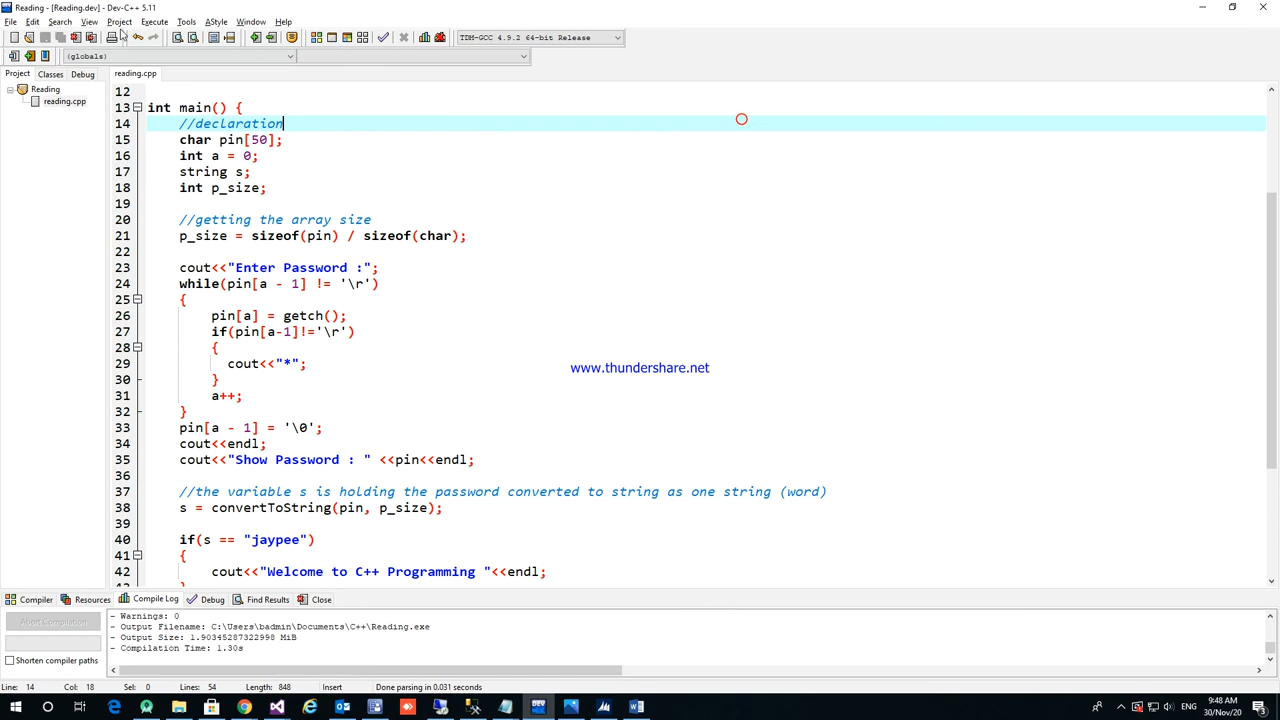 Reading - [Reading.dev] - Dev-C++ 5.11
File Edit Search View Project Execute Tools AStyle Window Help
TDM-GCC 4.9.2 64-bit Release
(globals)
Project Classes Debug reading.cpp
Reading
reading.cpp
12
13 int main() {
14 //declaration
15 char pin[50];
16 int a = 0;
17 string s;
18 int p_size;
19
20 //getting the array size
21 p_size = sizeof(pin) / sizeof(char);
22
23 cout<<"Enter Password :";
24 while(pin[a - 1] != '\r')
25 {
26 pin[a] = getch();
27 if(pin[a-1]!='\r')
28 {
29 cout<<"*";
30 }
31 a++;
32 }
33 pin[a - 1] = '\0';
34 cout<<endl;
35 cout<<"Show Password : " <<pin<<endl;
36
37 //the variable s is holding the password converted to string as one string (word)
38 s = convertToString(pin, p_size);
39
40 if(s == "jaypee")
41 {
42 cout<<"Welcome to C++ Programming "<<endl;
www.thundershare.net
Compiler Resources Compile Log Debug Find Results Close
Abort Compilation
Shorten compiler paths
- Warnings: 0
- Output Filename: C:\Users\badmin\Documents\C++\Reading.exe
- Output Size: 1.90345287322998 MiB
- Compilation Time: 1.30s
Line: 14 Col: 18 Sel: 0 Lines: 54 Length: 848 Insert Done parsing in 0.031 seconds
DEV
ENG
9:48 AM
30/Nov/20